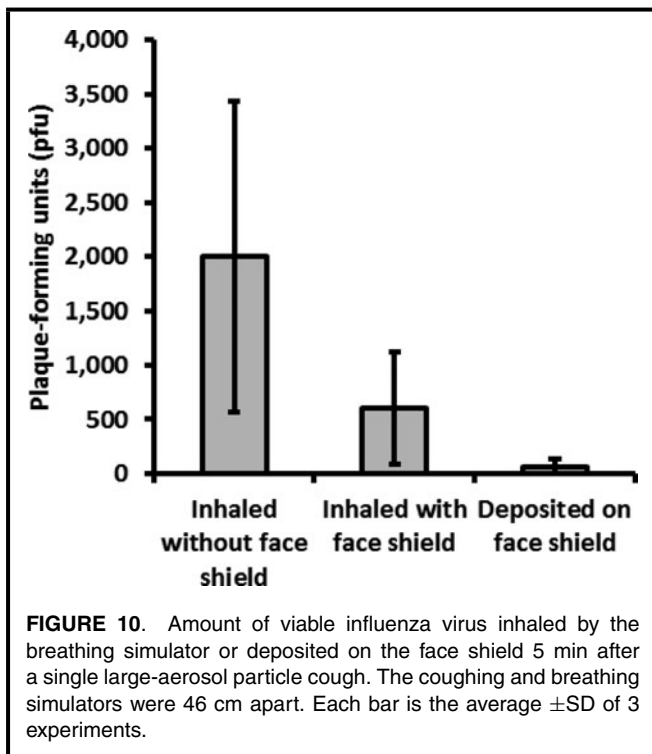 4,000
3,500
3,000
2,500
2,000
1,500
1,000
500
0
Plaque-forming units (pfu)
Inhaled without face shield
Inhaled with face shield
Deposited on face shield
FIGURE 10. Amount of viable influenza virus inhaled by the
breathing simulator or deposited on the face shield 5 min after
a single large-aerosol particle cough. The coughing and breathing
simulators were 46 cm apart. Each bar is the average ±SD of 3
experiments.